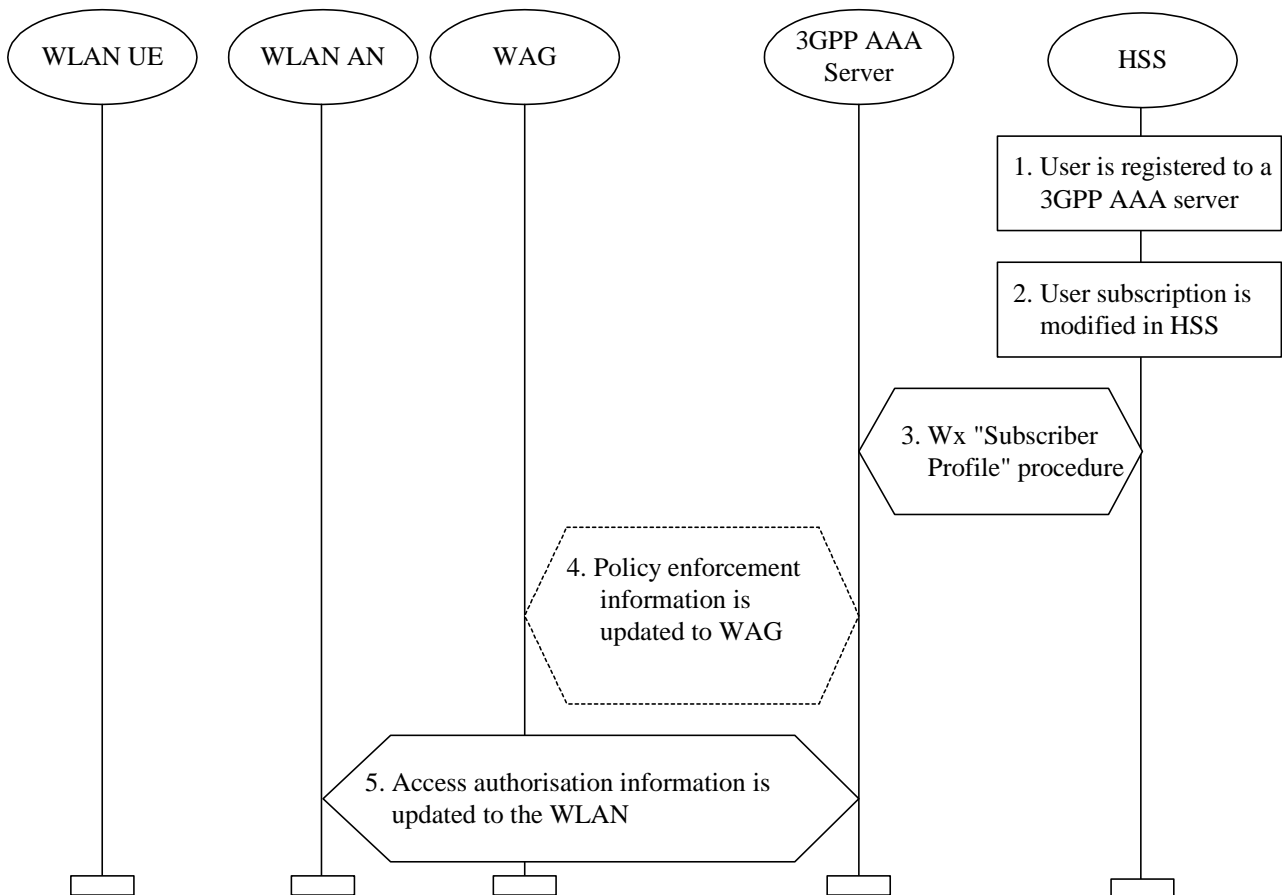 WLAN UE
WLAN AN
WAG
3GPP AAA
Server
HSS
1. User is registered to a
3GPP AAA server
2. User subscription is
modified in HSS
3. Wx "Subscriber
Profile" procedure
4. Policy enforcement
information is
updated to WAG
5. Access authorisation information is
updated to the WLAN